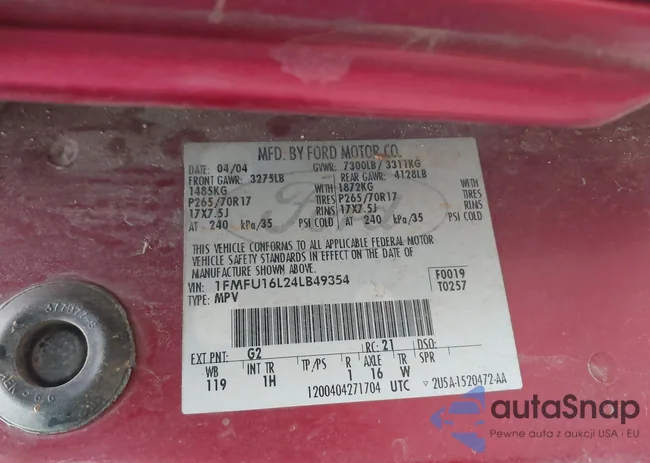 MFD. BY FORD MOTOR CO.
DATE: 04/04 GVWR: 7300LB/ 3311KG
FRONT GAWR: 3275LB REAR GAWR: 4128LB
1485KG WITH 1872KG WITH
P265/70R17 TIRES P265/70R17 TIRES
17X7.5J RIMS 17X7.5J RIMS
AT 240 kPa/35 PSI COLD AT 240 kPa/35 PSI COLD
THIS VEHICLE CONFORMS TO ALL APPLICABLE FEDERAL MOTOR
VEHICLE SAFETY STANDARDS IN EFFECT ON THE DATE OF
MANUFACTURE SHOWN ABOVE.
VIN: 1FMFU16L24LB49354 F0019
TYPE: MPV T0257
EXT PNT: G2 RC: 21 DSO:
WB INT TR TP/PS R AXLE TR SPR
119 1H 1 16 W
1200404271704 UTC ▽ 2U5A-1520472-AA
Ford
autaSnap
Pewne auta z aukcji USA i EU